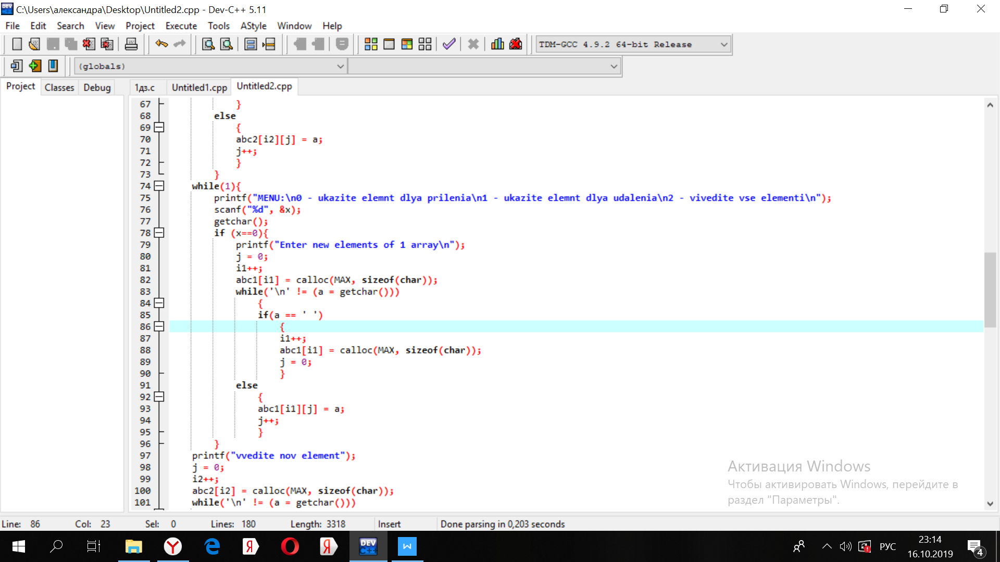 C:\Users\александра\Desktop\Untitled2.cpp - Dev-C++ 5.11
File Edit Search View Project Execute Tools AStyle Window Help
TDM-GCC 4.9.2 64-bit Release
(globals)
Project Classes Debug 1дз.c Untitled1.cpp Untitled2.cpp
67 }
68 else
69 {
70 abc2[i2][j] = a;
71 j++;
72 }
73 }
74 while(1){
75 printf("MENU:\n0 - ukazite elemnt dlya prilenia\n1 - ukazite elemnt dlya udalenia\n2 - vivedite vse elementi\n");
76 scanf("%d", &x);
77 getchar();
78 if (x==0){
79 printf("Enter new elements of 1 array\n");
80 j = 0;
81 i1++;
82 abc1[i1] = calloc(MAX, sizeof(char));
83 while('\n' != (a = getchar()))
84 {
85 if(a == ' ')
86 {
87 i1++;
88 abc1[i1] = calloc(MAX, sizeof(char));
89 j = 0;
90 }
91 else
92 {
93 abc1[i1][j] = a;
94 j++;
95 }
96 }
97 printf("vvedite nov element");
98 j = 0;
99 i2++;
100 abc2[i2] = calloc(MAX, sizeof(char));
101 while('\n' != (a = getchar()))
Активация Windows
Чтобы активировать Windows, перейдите в
раздел "Параметры".
Line: 86 Col: 23 Sel: 0 Lines: 180 Length: 3318 Insert Done parsing in 0,203 seconds
DEV C++
РУС
23:14
16.10.2019
4